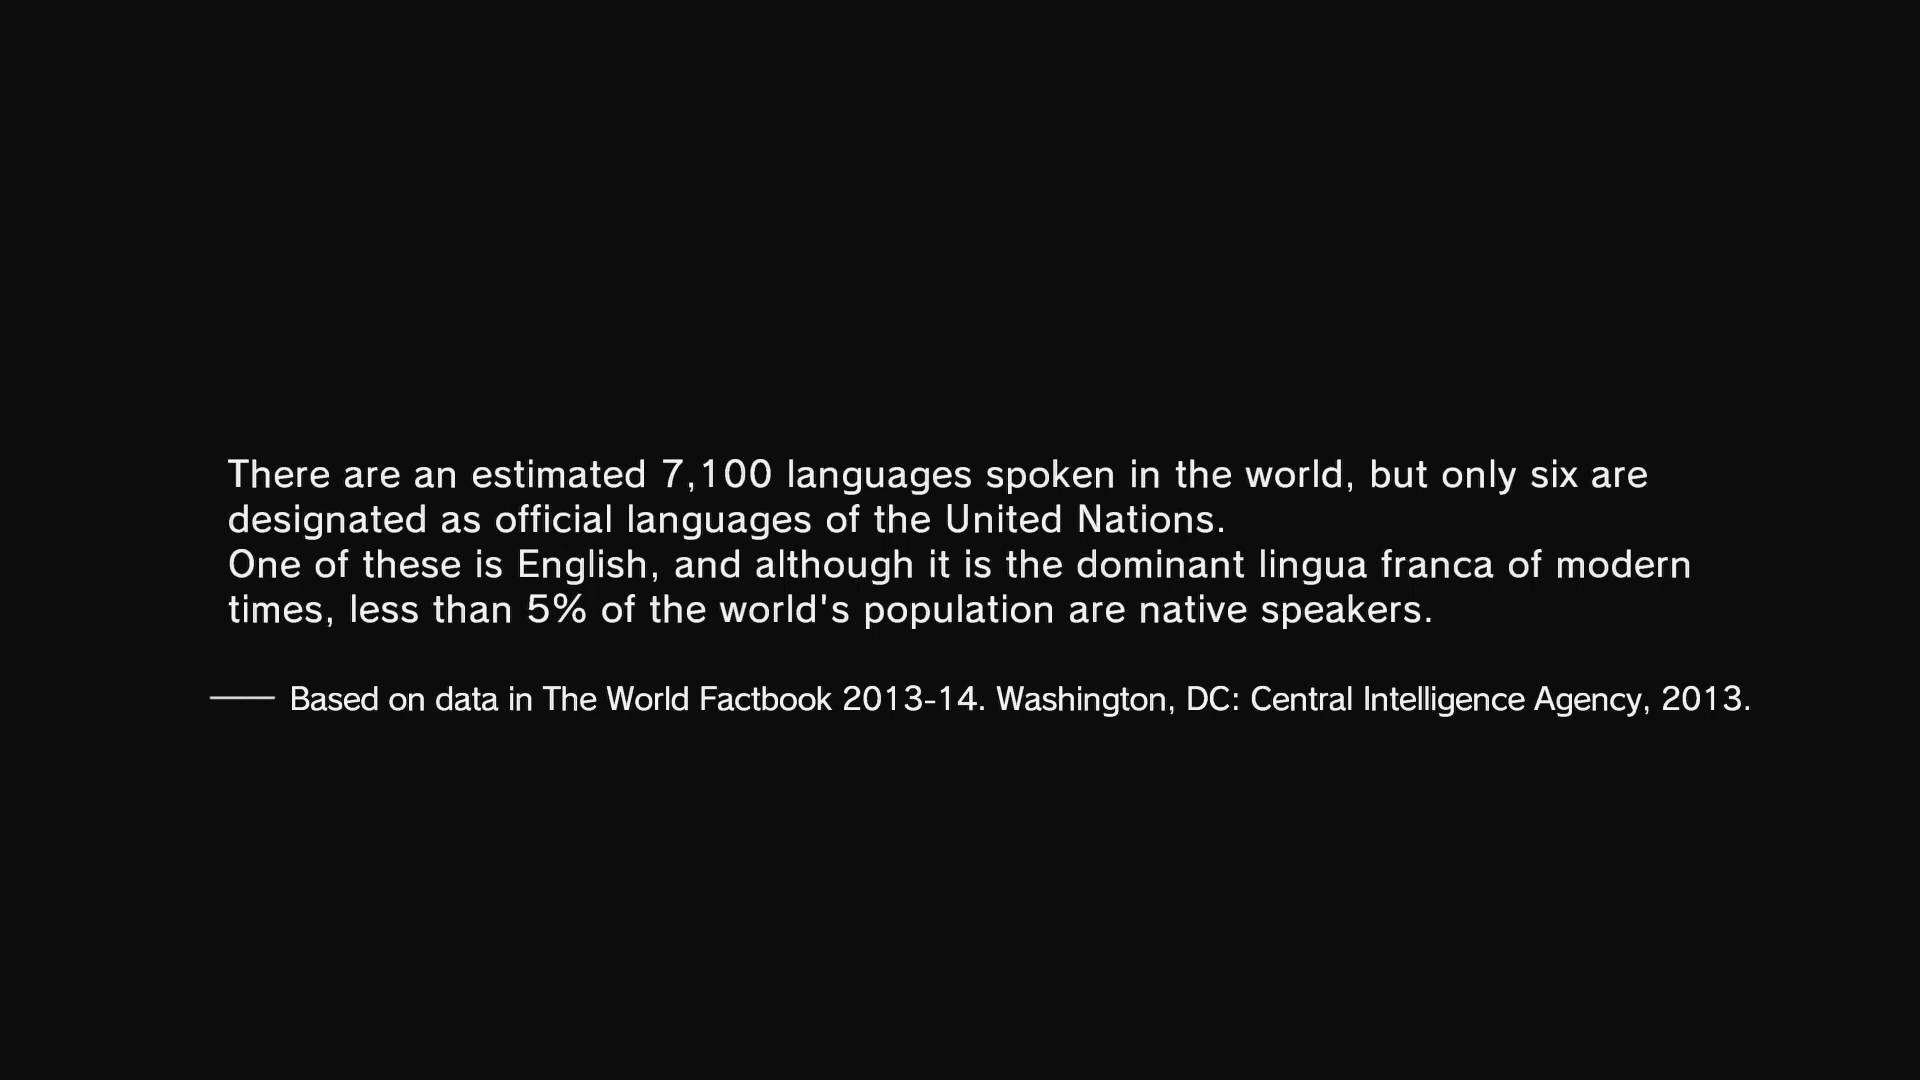 There are an estimated 7,100 languages spoken in the world, but only six are
designated as official languages of the United Nations.
One of these is English, and although it is the dominant lingua franca of modern
times, less than 5% of the world's population are native speakers.
—— Based on data in The World Factbook 2013-14. Washington, DC: Central Intelligence Agency, 2013.